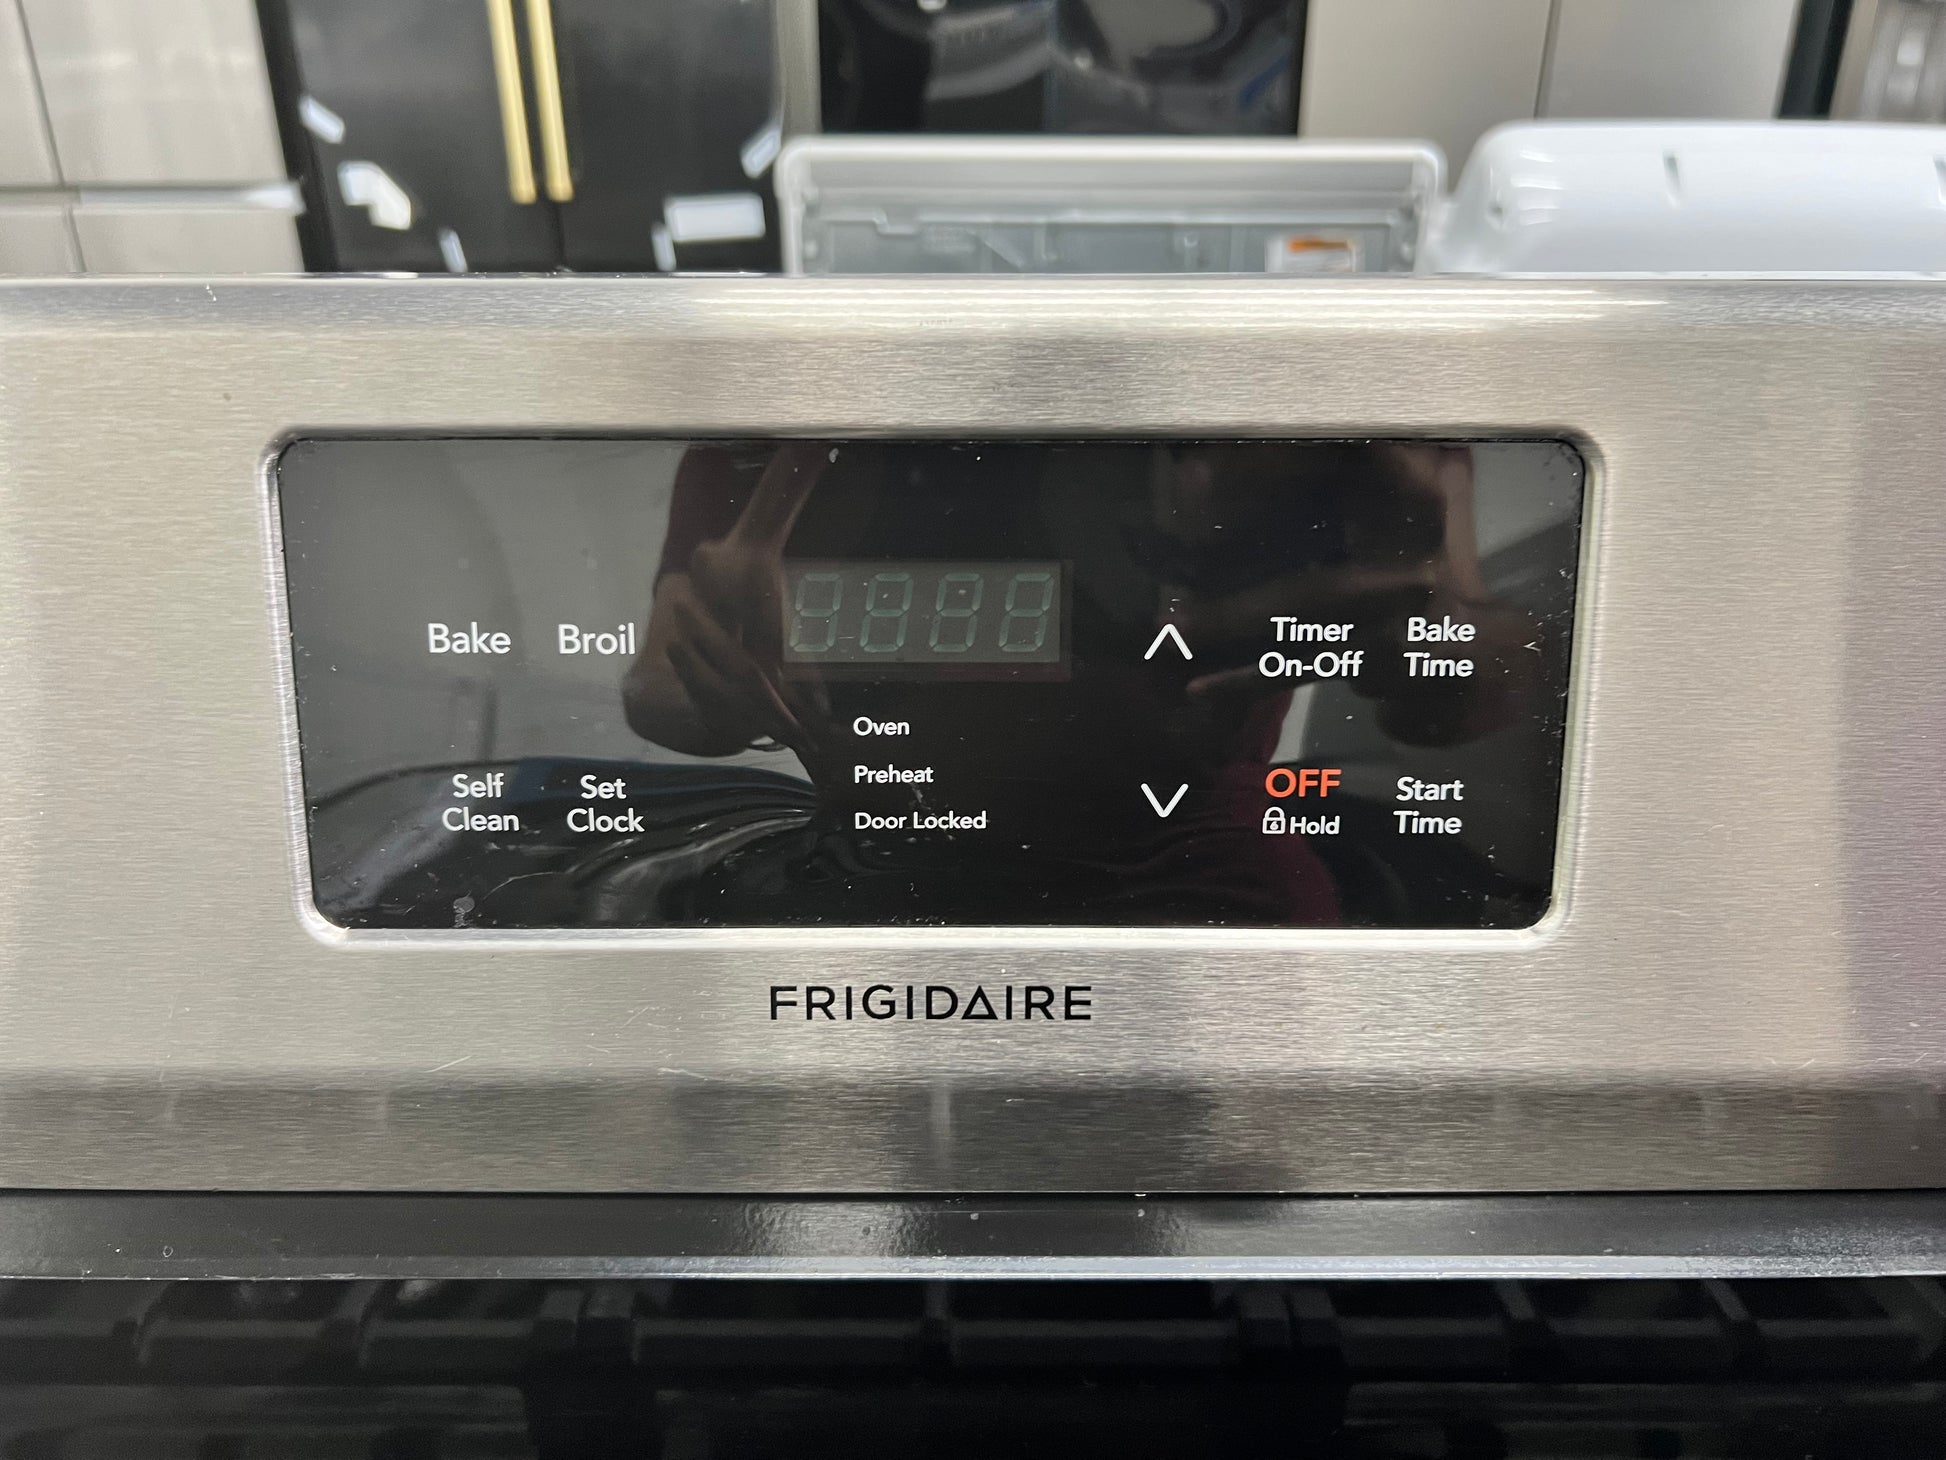 Bake
Broil
Self
Clean
Set
Clock
Oven
Preheat
Door Locked
Timer
On-Off
Bake
Time
OFF
Hold
Start
Time
FRIGIDAIRE